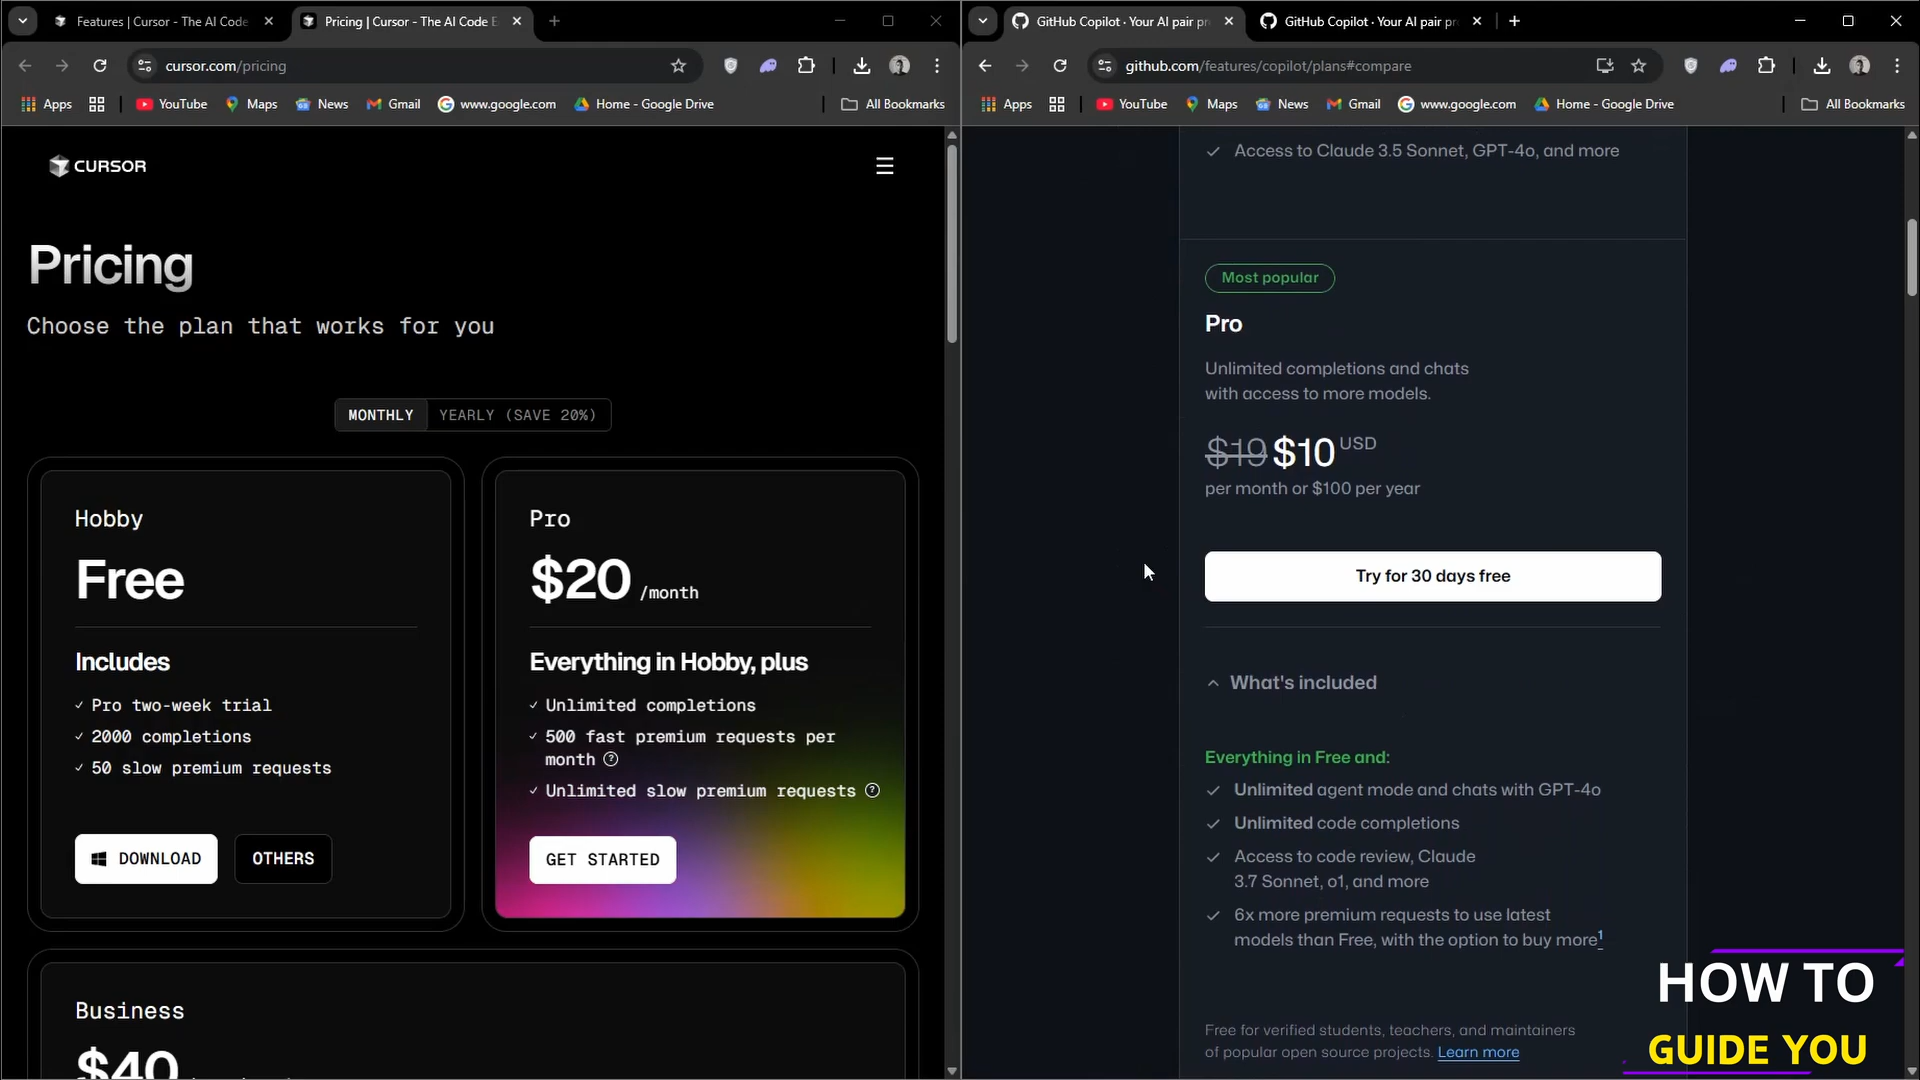 Features | Cursor - The AI Code
Pricing | Cursor - The AI Code E
cursor.com/pricing
Apps
YouTube
Maps
News
Gmail
www.google.com
Home - Google Drive
All Bookmarks
CURSOR
Pricing
Choose the plan that works for you
MONTHLY
YEARLY (SAVE 20%)
Hobby
Free
Includes
✓ Pro two-week trial
✓ 2000 completions
✓ 50 slow premium requests
DOWNLOAD
OTHERS
Pro
$20 /month
Everything in Hobby, plus
✓ Unlimited completions
✓ 500 fast premium requests per
month ?
✓ Unlimited slow premium requests ?
GET STARTED
Business
$40
GitHub Copilot · Your AI pair pr
GitHub Copilot · Your AI pair pr
github.com/features/copilot/plans#compare
Apps
YouTube
Maps
News
Gmail
www.google.com
Home - Google Drive
All Bookmarks
✓ Access to Claude 3.5 Sonnet, GPT-4o, and more
Most popular
Pro
Unlimited completions and chats
with access to more models.
$19 $10 USD
per month or $100 per year
Try for 30 days free
What's included
Everything in Free and:
✓ Unlimited agent mode and chats with GPT-4o
✓ Unlimited code completions
✓ Access to code review, Claude
3.7 Sonnet, o1, and more
✓ 6x more premium requests to use latest
models than Free, with the option to buy more1
Free for verified students, teachers, and maintainers
of popular open source projects. Learn more
HOW TO
GUIDE YOU